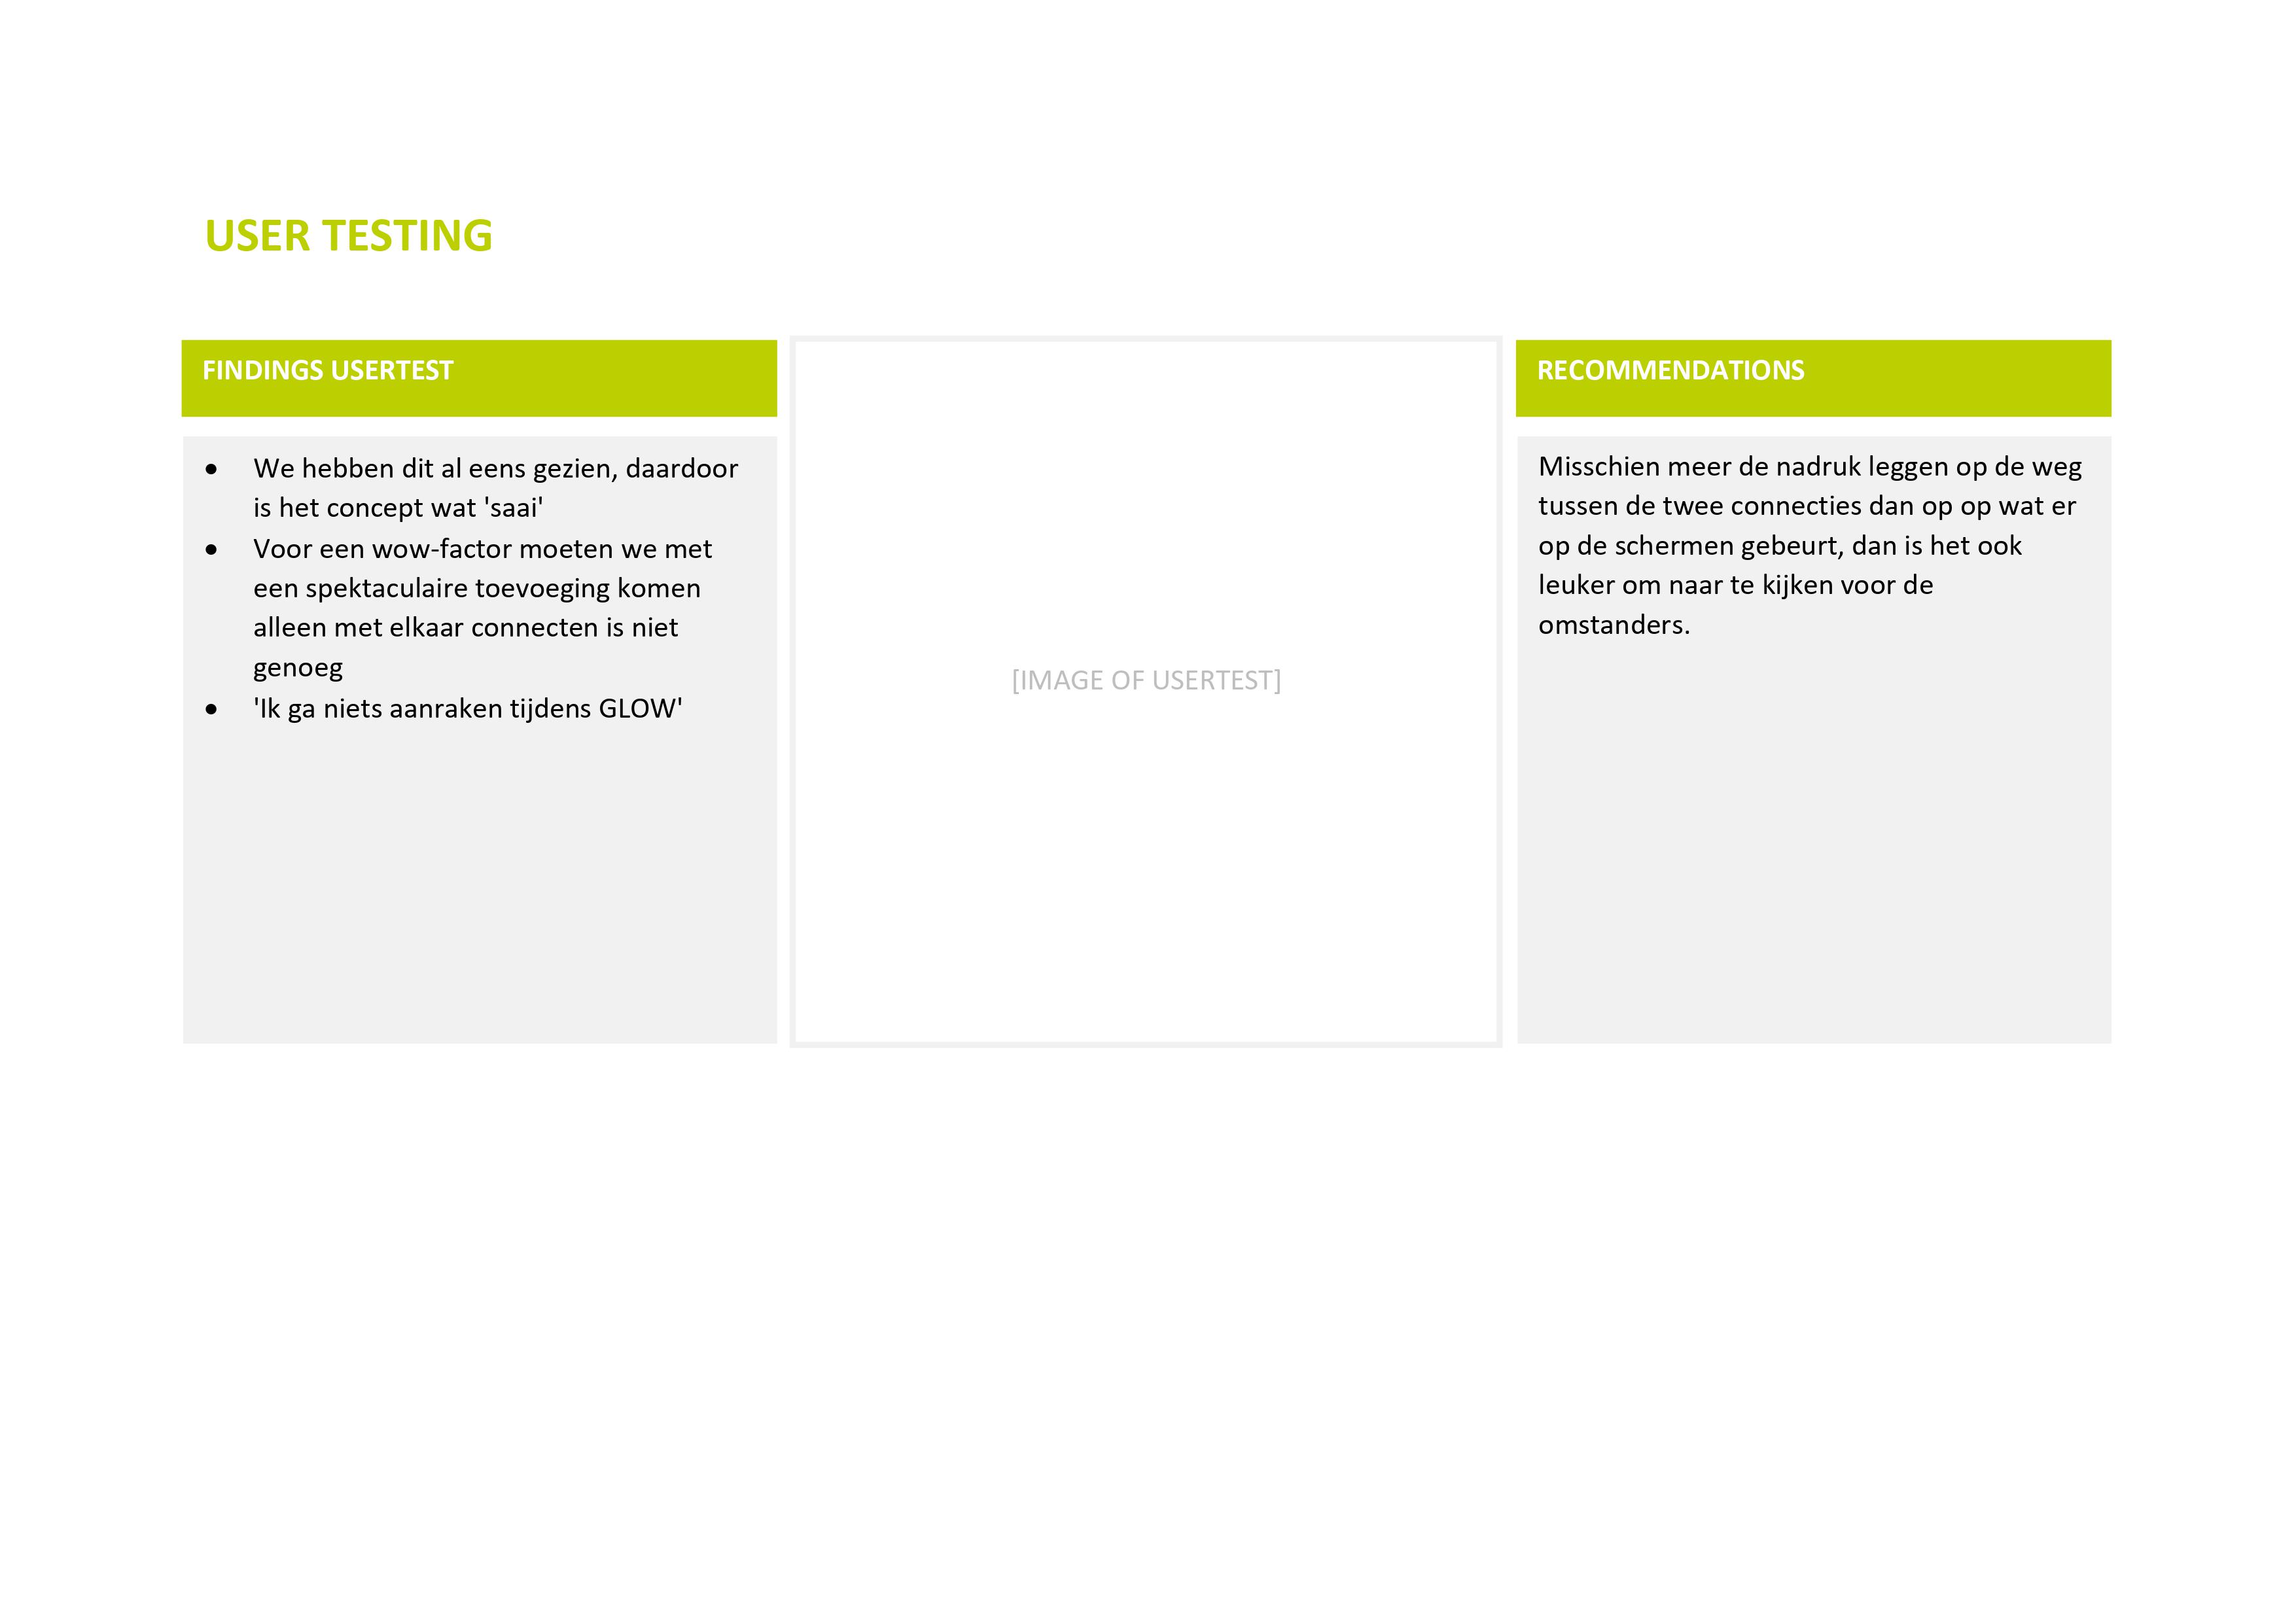 USER TESTING
FINDINGS USERTEST
• We hebben dit al eens gezien, daardoor
is het concept wat 'saai'
• Voor een wow-factor moeten we met
een spektaculaire toevoeging komen
alleen met elkaar connecten is niet
genoeg
• 'Ik ga niets aanraken tijdens GLOW'
[IMAGE OF USERTEST]
RECOMMENDATIONS
Misschien meer de nadruk leggen op de weg
tussen de twee connecties dan op op wat er
op de schermen gebeurt, dan is het ook
leuker om naar te kijken voor de
omstanders.